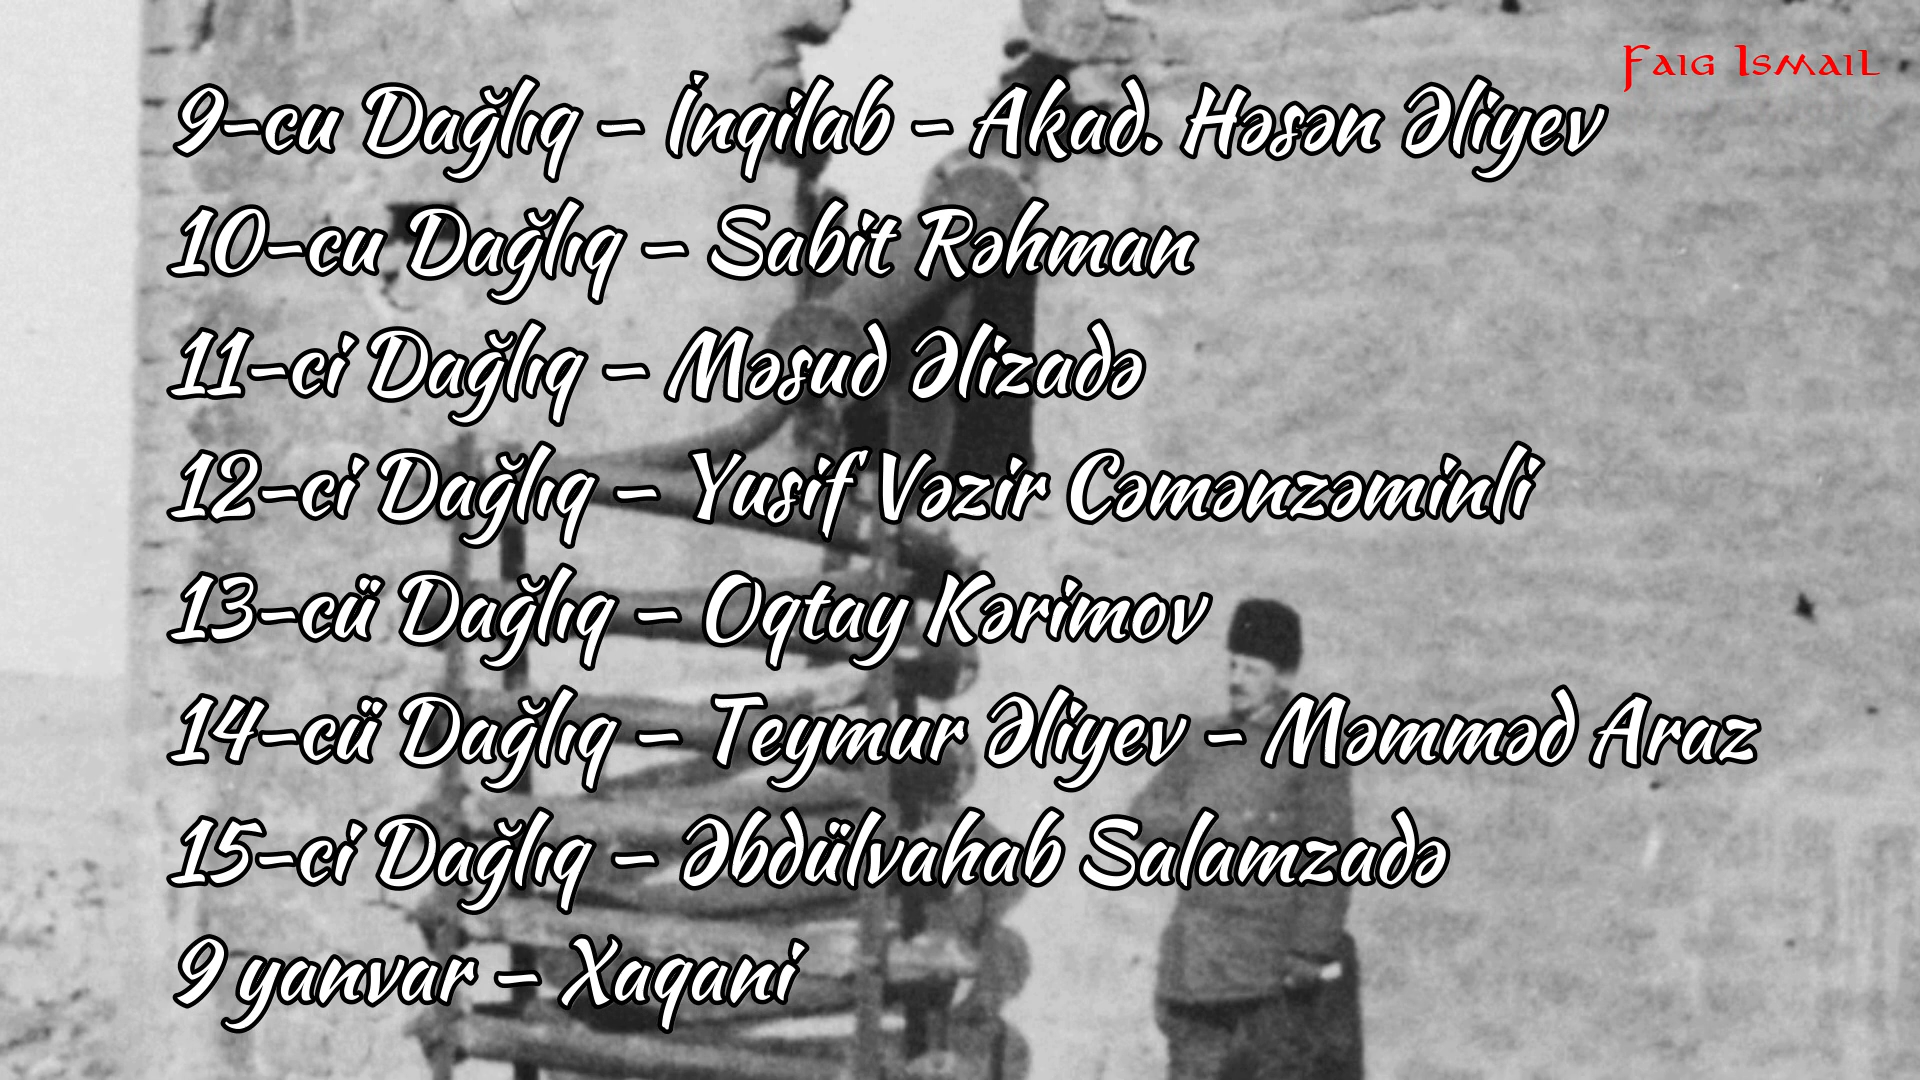 Faig Ismail
9-cu Dağlıq – İnqilab – Akad. Həsən Əliyev
10-cu Dağlıq – Sabit Rəhman
11-ci Dağlıq – Məsud Əlizadə
12-ci Dağlıq – Yusif Vəzir Cəmənzəminli
13-cü Dağlıq – Oqtay Kərimov
14-cü Dağlıq – Teymur Əliyev – Məmməd Araz
15-ci Dağlıq – Əbdülvahab Salamzadə
9 yanvar – Xaqani